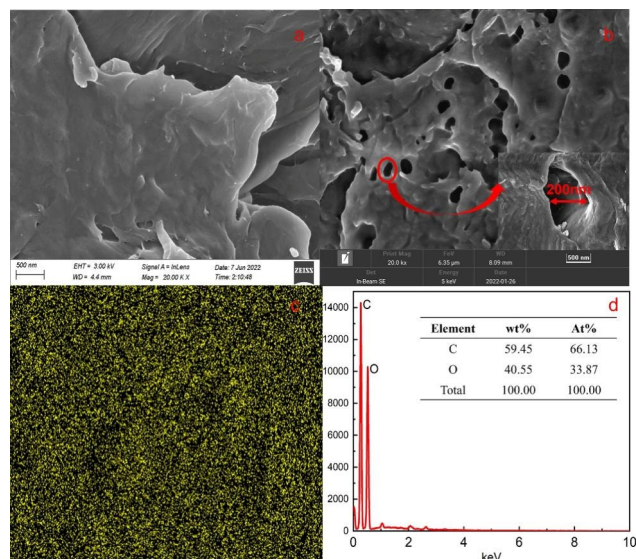 a
500 nm
EHT = 3.00 kV
WD = 4.4 mm
Signal A = InLens
Mag = 20.00 K X
Date: 7 Jun 2022
Time: 2:10:48
ZEISS
b
200nm
Print Mag
20.0 kx
FoV
6.35 μm
WD
8.09 mm
500 nm
Det
In-Beam SE
Energy
5 keV
Date
2022-01-26
c
d
14000
12000
10000
8000
6000
4000
2000
0
C
O
Element wt% At%
C 59.45 66.13
O 40.55 33.87
Total 100.00 100.00
0 2 4 6 8 10
keV